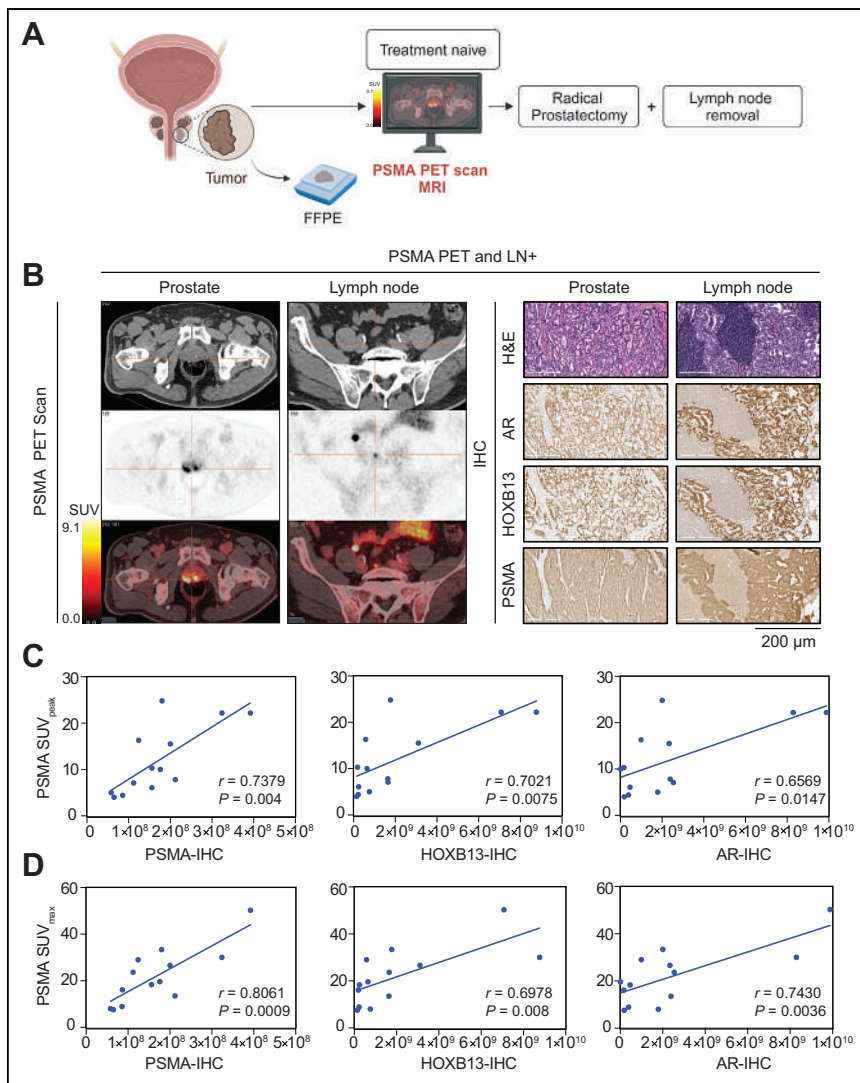 A
Treatment naive
SUV
9.1
0.0
Radical
Prostatectomy
+
Lymph node
removal
Tumor
FFPE
PSMA PET scan
MRI
PSMA PET and LN+
B
Prostate
Lymph node
Prostate
Lymph node
PSMA PET Scan
SUV
9.1
0.0
IHC
H&E
AR
HOXB13
PSMA
200 µm
C
PSMA SUVpeak
30
20
10
0
r = 0.7379
P = 0.004
0 1×10⁸ 2×10⁸ 3×10⁸ 4×10⁸ 5×10⁸
PSMA-IHC
30
20
10
0
r = 0.7021
P = 0.0075
0 2×10⁹ 4×10⁹ 6×10⁹ 8×10⁹ 1×10¹⁰
HOXB13-IHC
30
20
10
0
r = 0.6569
P = 0.0147
0 2×10⁹ 4×10⁹ 6×10⁹ 8×10⁹ 1×10¹⁰
AR-IHC
D
PSMA SUVmax
60
40
20
0
r = 0.8061
P = 0.0009
0 1×10⁸ 2×10⁸ 3×10⁸ 4×10⁸ 5×10⁸
PSMA-IHC
60
40
20
0
r = 0.6978
P = 0.008
0 2×10⁹ 4×10⁹ 6×10⁹ 8×10⁹ 1×10¹⁰
HOXB13-IHC
60
40
20
0
r = 0.7430
P = 0.0036
0 2×10⁹ 4×10⁹ 6×10⁹ 8×10⁹ 1×10¹⁰
AR-IHC